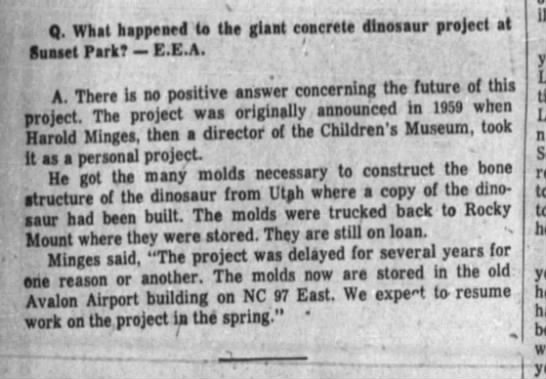 Q. What happened to the giant concrete dinosaur project at
Sunset Park? — E.E.A.
A. There is no positive answer concerning the future of this
project. The project was originally announced in 1959 when
Harold Minges, then a director of the Children's Museum, took
it as a personal project.
He got the many molds necessary to construct the bone
structure of the dinosaur from Utah where a copy of the dino-
saur had been built. The molds were trucked back to Rocky
Mount where they were stored. They are still on loan.
Minges said, "The project was delayed for several years for
one reason or another. The molds now are stored in the old
Avalon Airport building on NC 97 East. We expect to resume
work on the project in the spring."